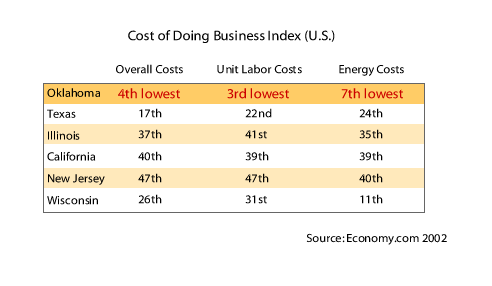 Cost of Doing Business Index (U.S.)
Overall Costs Unit Labor Costs Energy Costs
Oklahoma 4th lowest 3rd lowest 7th lowest
Texas 17th 22nd 24th
Illinois 37th 41st 35th
California 40th 39th 39th
New Jersey 47th 47th 40th
Wisconsin 26th 31st 11th
Source: Economy.com 2002